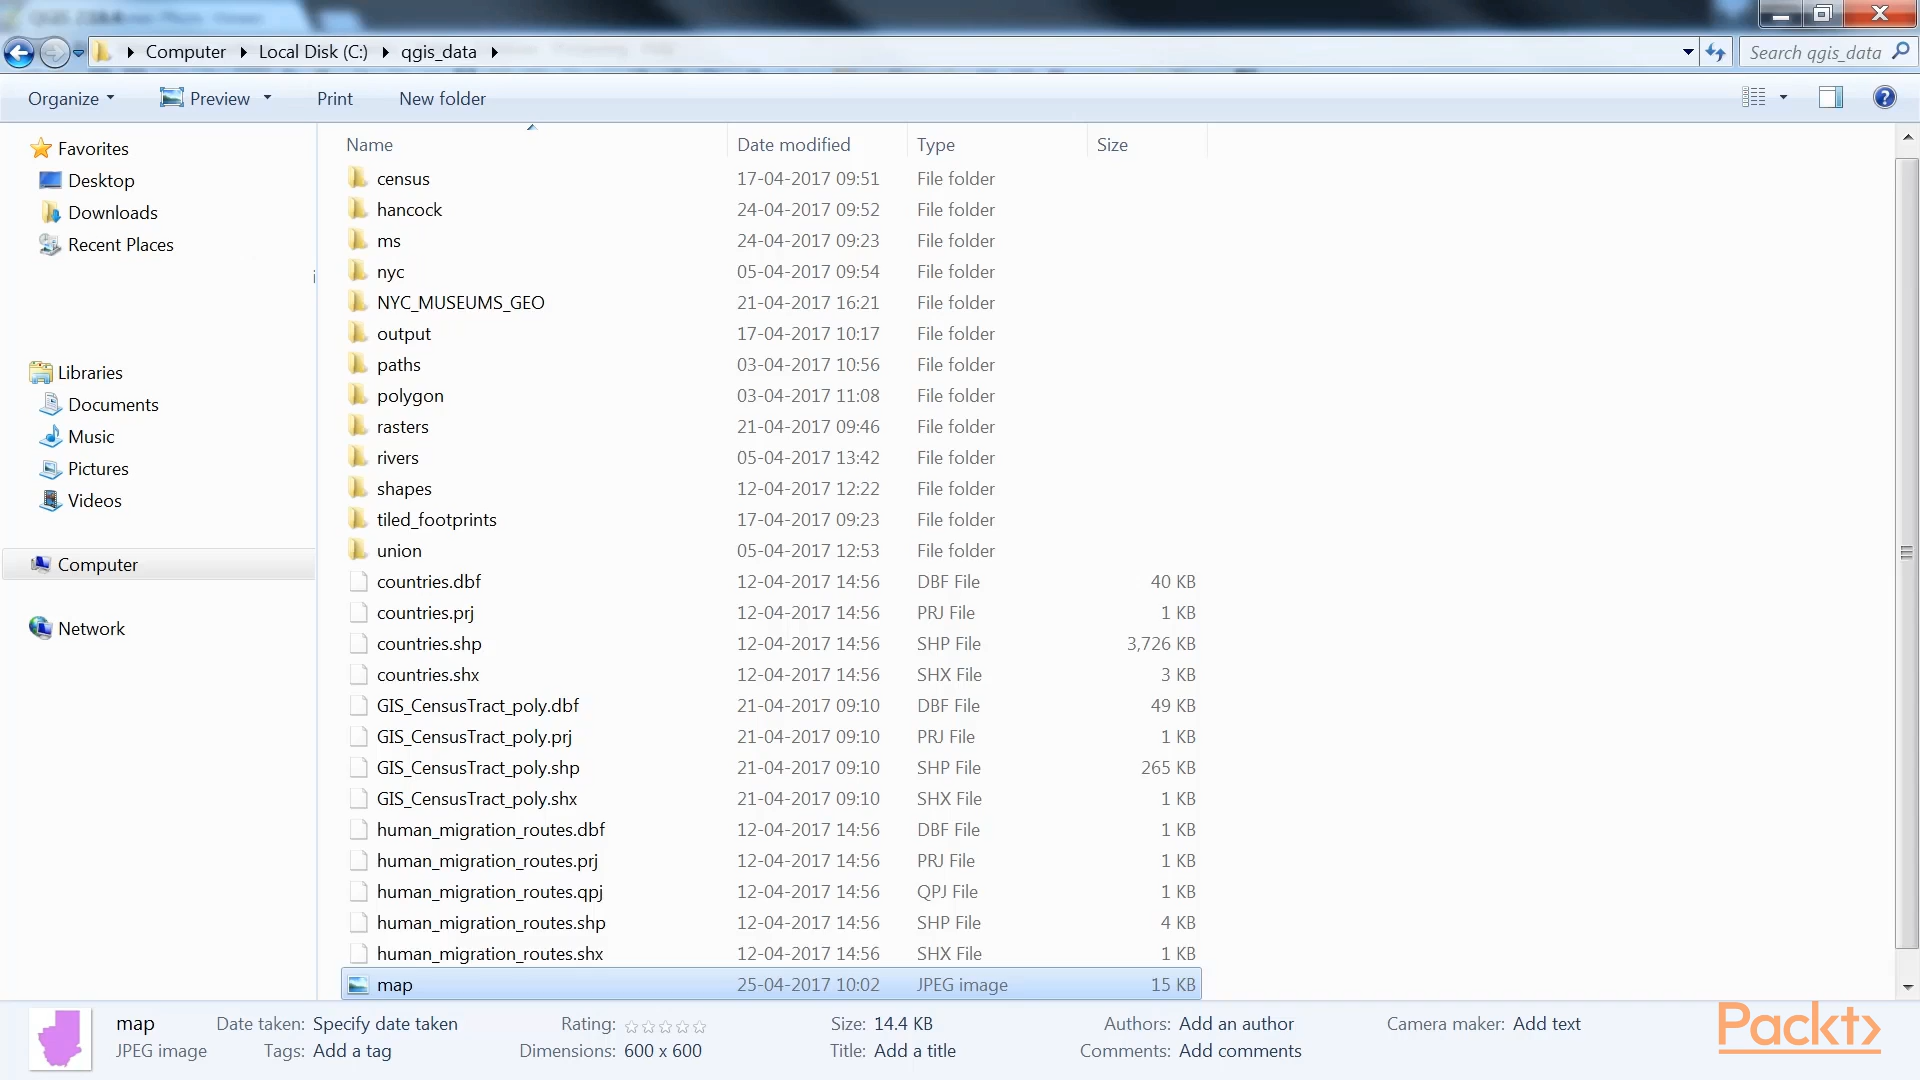 Computer Local Disk (C:) qgis_data
Search qgis_data
Organize Preview Print New folder
Favorites
Desktop
Downloads
Recent Places
Libraries
Documents
Music
Pictures
Videos
Computer
Network
Name Date modified Type Size
census 17-04-2017 09:51 File folder
hancock 24-04-2017 09:52 File folder
ms 24-04-2017 09:23 File folder
nyc 05-04-2017 09:54 File folder
NYC_MUSEUMS_GEO 21-04-2017 16:21 File folder
output 17-04-2017 10:17 File folder
paths 03-04-2017 10:56 File folder
polygon 03-04-2017 11:08 File folder
rasters 21-04-2017 09:46 File folder
rivers 05-04-2017 13:42 File folder
shapes 12-04-2017 12:22 File folder
tiled_footprints 17-04-2017 09:23 File folder
union 05-04-2017 12:53 File folder
countries.dbf 12-04-2017 14:56 DBF File 40 KB
countries.prj 12-04-2017 14:56 PRJ File 1 KB
countries.shp 12-04-2017 14:56 SHP File 3,726 KB
countries.shx 12-04-2017 14:56 SHX File 3 KB
GIS_CensusTract_poly.dbf 21-04-2017 09:10 DBF File 49 KB
GIS_CensusTract_poly.prj 21-04-2017 09:10 PRJ File 1 KB
GIS_CensusTract_poly.shp 21-04-2017 09:10 SHP File 265 KB
GIS_CensusTract_poly.shx 21-04-2017 09:10 SHX File 1 KB
human_migration_routes.dbf 12-04-2017 14:56 DBF File 1 KB
human_migration_routes.prj 12-04-2017 14:56 PRJ File 1 KB
human_migration_routes.qpj 12-04-2017 14:56 QPJ File 1 KB
human_migration_routes.shp 12-04-2017 14:56 SHP File 4 KB
human_migration_routes.shx 12-04-2017 14:56 SHX File 1 KB
map 25-04-2017 10:02 JPEG image 15 KB
map Date taken: Specify date taken Rating: Size: 14.4 KB Authors: Add an author Camera maker: Add text
JPEG image Tags: Add a tag Dimensions: 600 x 600 Title: Add a title Comments: Add comments
Packt>